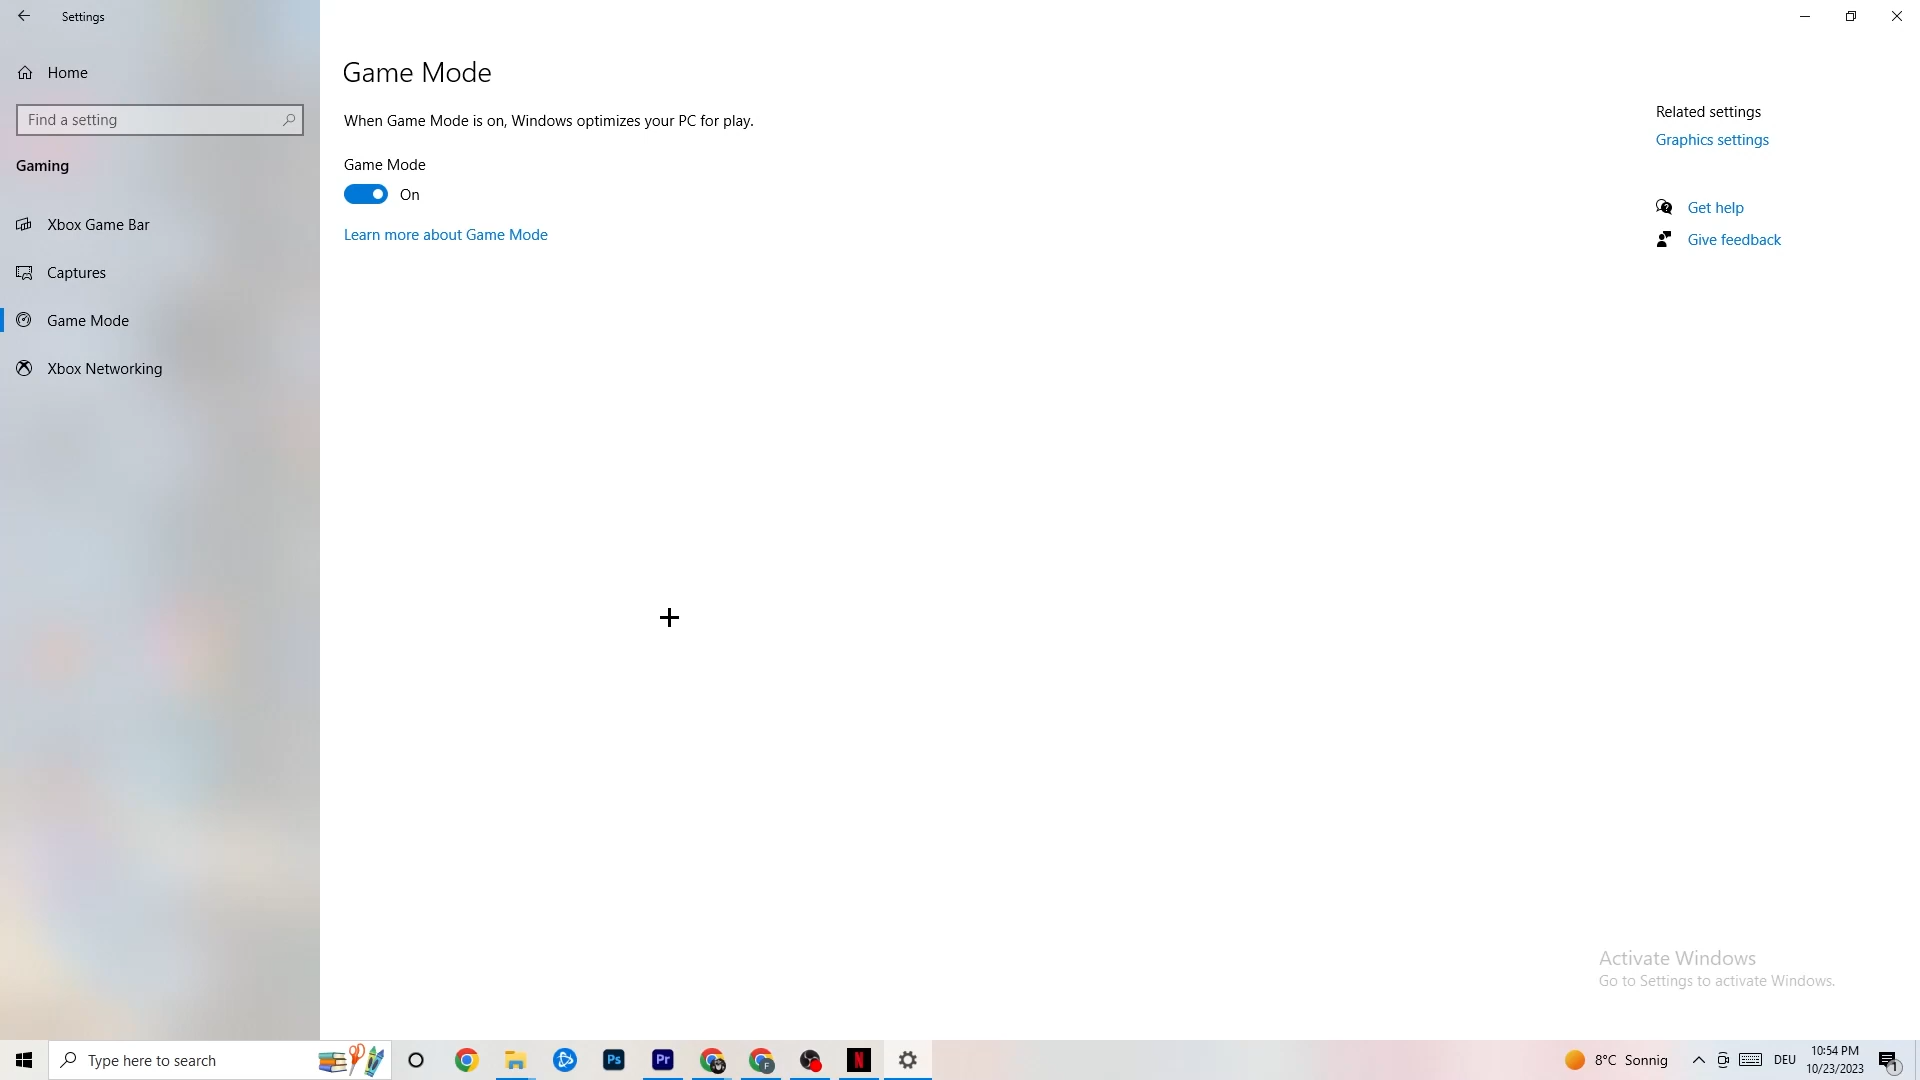 Settings
Home
Find a setting
Gaming
Xbox Game Bar
Captures
Game Mode
Xbox Networking
Game Mode
When Game Mode is on, Windows optimizes your PC for play.
Game Mode
On
Learn more about Game Mode
Related settings
Graphics settings
Get help
Give feedback
Activate Windows
Go to Settings to activate Windows.
Type here to search
Ps
Pr
F
N
8°C Sonnig
DEU
10:54 PM
10/23/2023
1